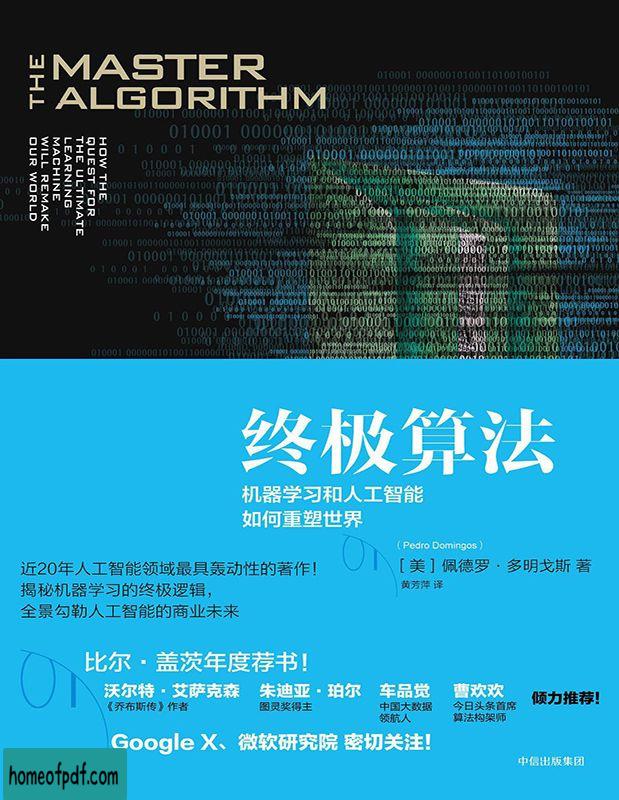 THE MASTER
ALGORITHM
HOW THE
QUEST FOR
THE ULTIMATE
LEARNING
MACHINE
WILL REMAKE
OUR WORLD
终极算法
机器学习和人工智能
如何重塑世界
（Pedro Domingos）
［美］佩德罗·多明戈斯 著
黄芳萍 译
近20年人工智能领域最具轰动性的著作！
揭秘机器学习的终极逻辑，
全景勾勒人工智能的商业未来
01
01
比尔·盖茨年度荐书！
沃尔特·艾萨克森 朱迪亚·珀尔 车品觉 曹欢欢 倾力推荐！
《乔布斯传》作者 图灵奖得主 中国大数据 今日头条首席
领航人 算法构架师
Google X、微软研究院 密切关注！
中信出版集团
homeofpdf.com